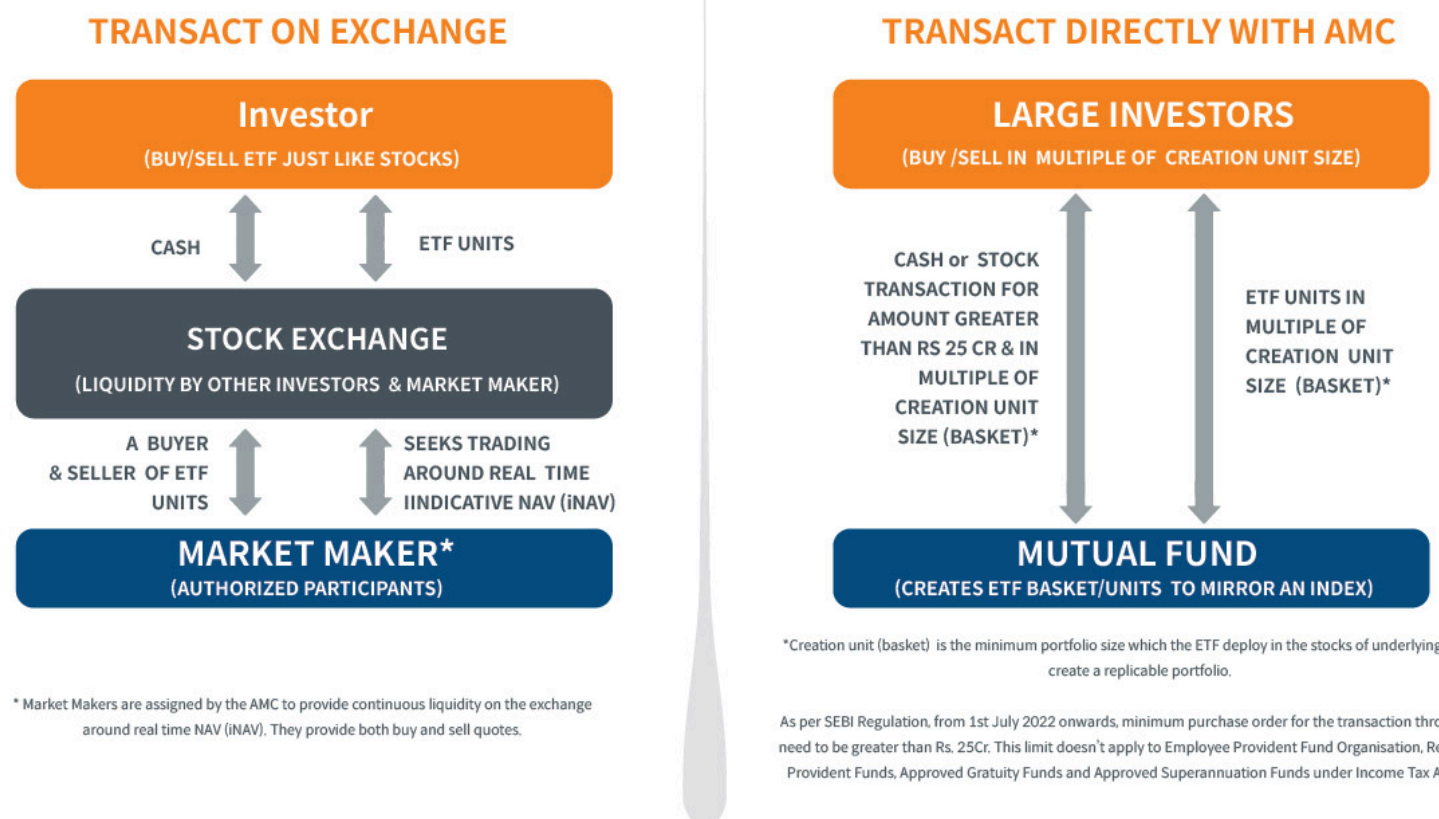 TRANSACT ON EXCHANGE
Investor
(BUY/SELL ETF JUST LIKE STOCKS)
CASH
ETF UNITS
STOCK EXCHANGE
(LIQUIDITY BY OTHER INVESTORS & MARKET MAKER)
A BUYER
& SELLER OF ETF
UNITS
SEEKS TRADING
AROUND REAL TIME
IINDICATIVE NAV (iNAV)
MARKET MAKER*
(AUTHORIZED PARTICIPANTS)
* Market Makers are assigned by the AMC to provide continuous liquidity on the exchange
around real time NAV (iNAV). They provide both buy and sell quotes.
TRANSACT DIRECTLY WITH AMC
LARGE INVESTORS
(BUY /SELL IN MULTIPLE OF CREATION UNIT SIZE)
CASH or STOCK
TRANSACTION FOR
AMOUNT GREATER
THAN RS 25 CR & IN
MULTIPLE OF
CREATION UNIT
SIZE (BASKET)*
ETF UNITS IN
MULTIPLE OF
CREATION UNIT
SIZE (BASKET)*
MUTUAL FUND
(CREATES ETF BASKET/UNITS TO MIRROR AN INDEX)
*Creation unit (basket) is the minimum portfolio size which the ETF deploy in the stocks of underlying
create a replicable portfolio.
As per SEBI Regulation, from 1st July 2022 onwards, minimum purchase order for the transaction
need to be greater than Rs. 25Cr. This limit doesn't apply to Employee Provident Fund Organisation,
Provident Funds, Approved Gratuity Funds and Approved Superannuation Funds under Income Tax